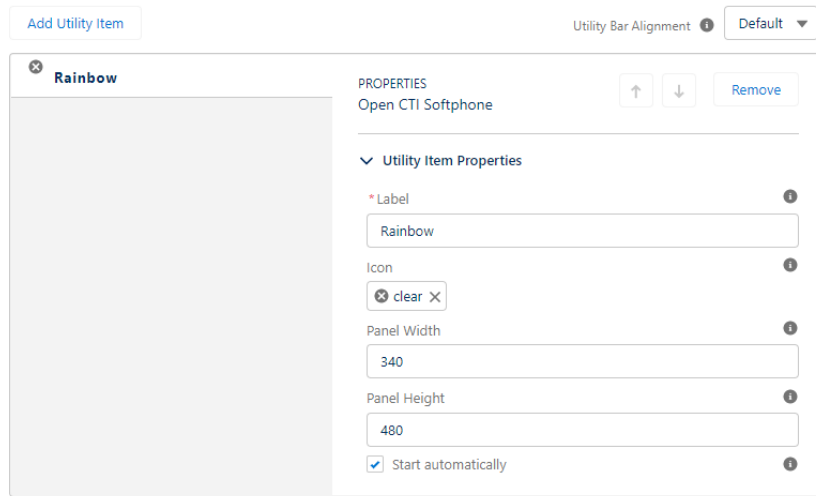 Add Utility Item
Utility Bar Alignment
Default
Rainbow
PROPERTIES
Open CTI Softphone
Remove
Utility Item Properties
* Label
Rainbow
Icon
clear
Panel Width
340
Panel Height
480
Start automatically